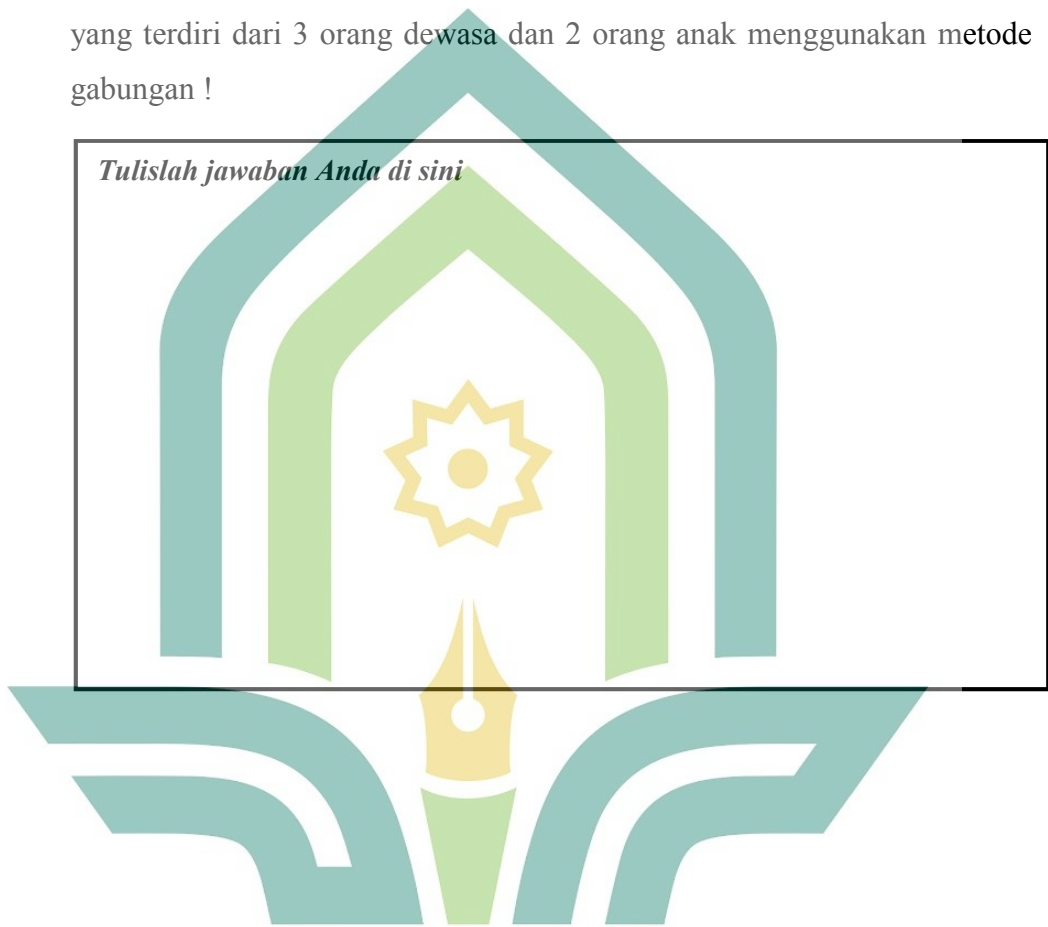 yang terdiri dari 3 orang dewasa dan 2 orang anak menggunakan metode
gabungan !
Tulislah jawaban Anda di sini